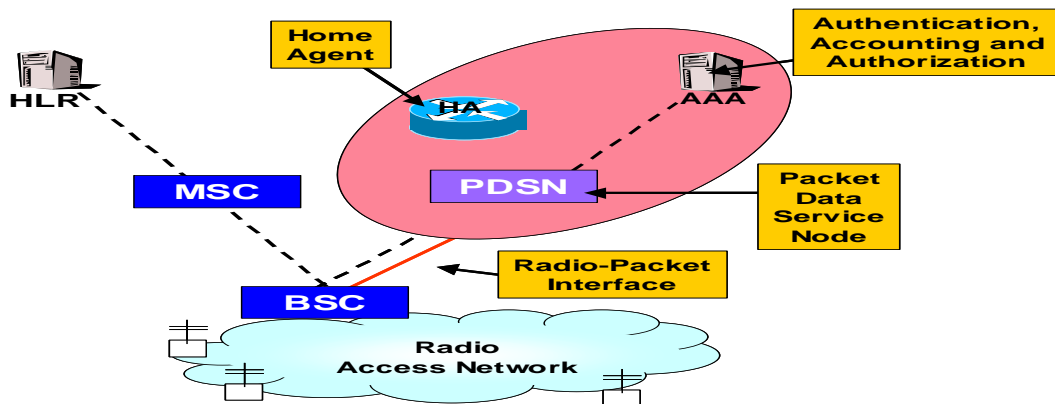 Home
Agent
Authentication,
Accounting and
Authorization
HLR
HA
AAA
MSC
PDSN
Packet
Data
Service
Node
Radio-Packet
Interface
BSC
Radio
Access Network